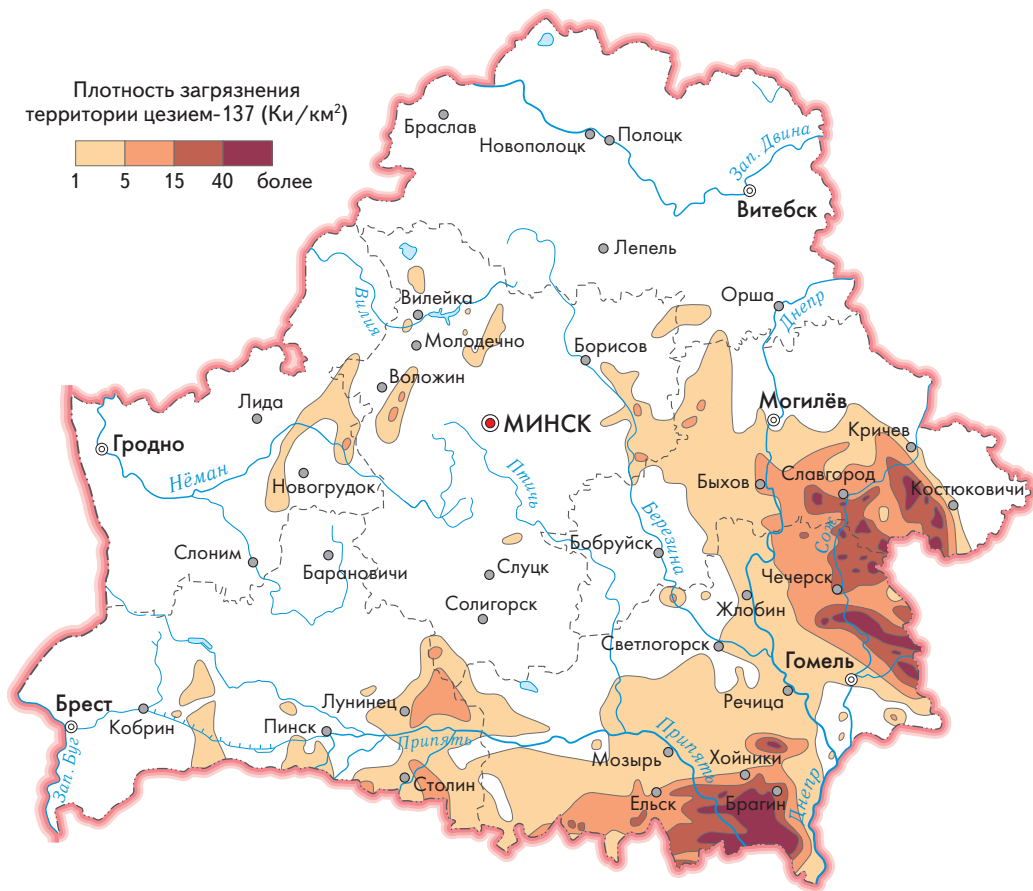 Плотность загрязнения
территории цезием-137 (Ки/км²)
1 5 15 40 более
Браслав
Новополоцк
Полоцк
Зап. Двина
Витебск
Лепель
Вилия
Вилейка
Орша
Днепр
Молодечно
Борисов
Воложин
Лида
МИНСК
Могилёв
Гродно
Кричев
Нёман
Новогрудок
Птичь
Быхов
Славгород
Костюковичи
Березина
Сож
Слоним
Барановичи
Слуцк
Бобруйск
Чечерск
Солигорск
Жлобин
Светлогорск
Гомель
Брест
Кобрин
Лунинец
Речица
Пинск
Припять
Зап. Буг
Столин
Мозырь
Припять
Хойники
Ельск
Брагин
Днепр